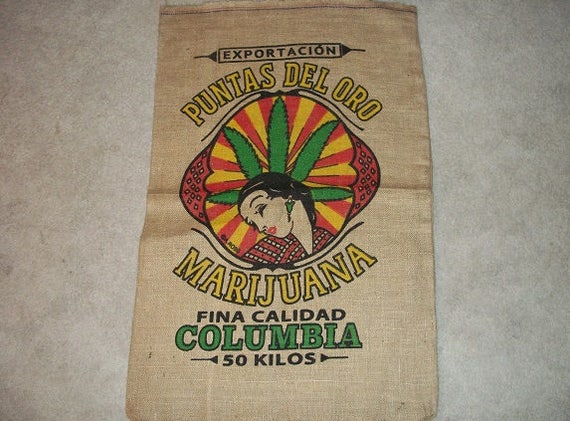 EXPORTACIÓN
PUNTAS DEL ORO
MARIJUANA
FINA CALIDAD
COLUMBIA
50 KILOS